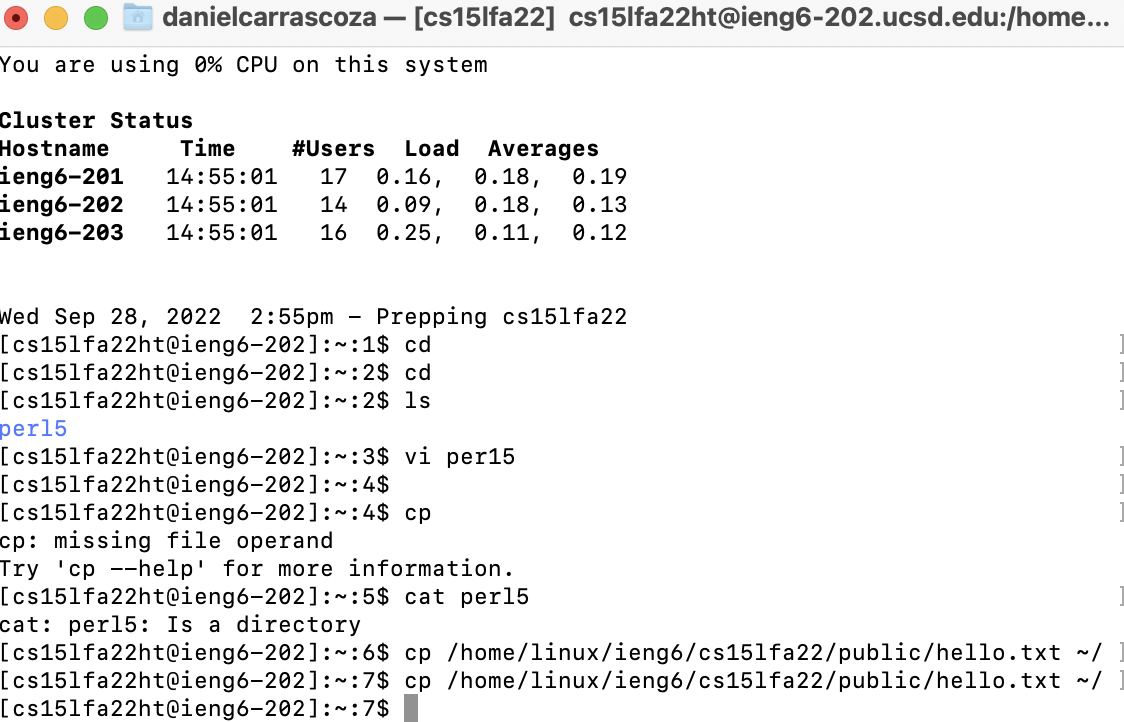 danielcarrascoza — [cs15lfa22] cs15lfa22ht@ieng6-202.ucsd.edu:/home...
You are using 0% CPU on this system
Cluster Status
Hostname     Time    #Users  Load  Averages
ieng6-201   14:55:01   17  0.16,  0.18,  0.19
ieng6-202   14:55:01   14  0.09,  0.18,  0.13
ieng6-203   14:55:01   16  0.25,  0.11,  0.12
Wed Sep 28, 2022  2:55pm - Prepping cs15lfa22
[cs15lfa22ht@ieng6-202]:~:1$ cd ]
[cs15lfa22ht@ieng6-202]:~:2$ cd ]
[cs15lfa22ht@ieng6-202]:~:2$ ls ]
perl5
[cs15lfa22ht@ieng6-202]:~:3$ vi per15 ]
[cs15lfa22ht@ieng6-202]:~:4$ ]
[cs15lfa22ht@ieng6-202]:~:4$ cp ]
cp: missing file operand
Try 'cp --help' for more information.
[cs15lfa22ht@ieng6-202]:~:5$ cat perl5 ]
cat: perl5: Is a directory
[cs15lfa22ht@ieng6-202]:~:6$ cp /home/linux/ieng6/cs15lfa22/public/hello.txt ~/ ]
[cs15lfa22ht@ieng6-202]:~:7$ cp /home/linux/ieng6/cs15lfa22/public/hello.txt ~/ ]
[cs15lfa22ht@ieng6-202]:~:7$